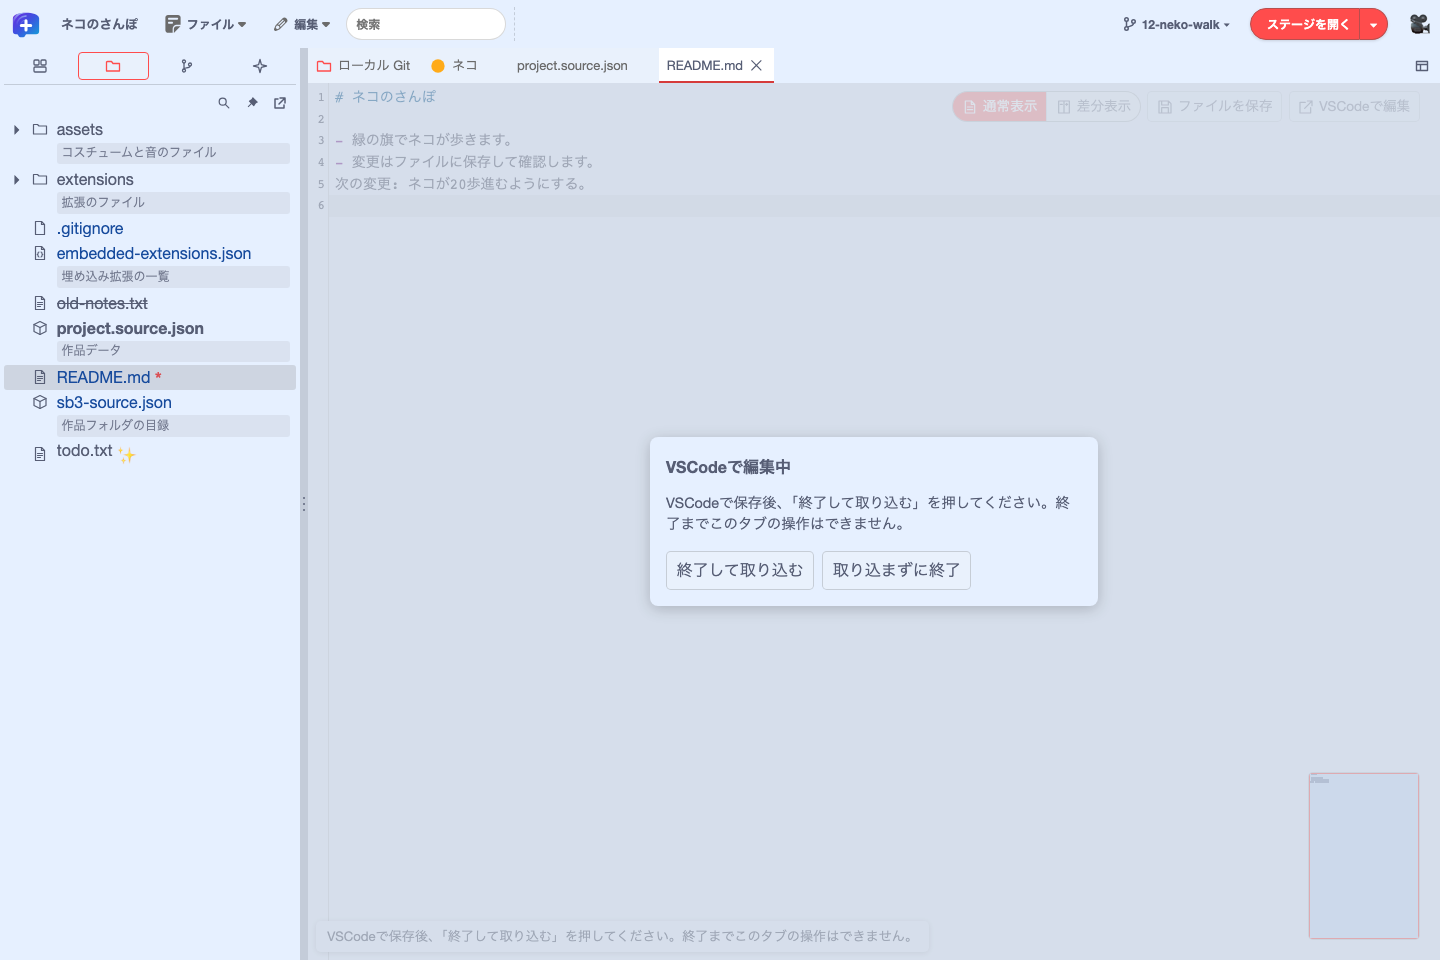 ネコのさんぽ
ファイル
編集
検索
12-neko-walk
ステージを開く
ローカル Git
ネコ
project.source.json
README.md
assets
コスチュームと音のファイル
extensions
拡張のファイル
.gitignore
embedded-extensions.json
埋め込み拡張の一覧
old-notes.txt
project.source.json
作品データ
README.md *
sb3-source.json
作品フォルダの目録
todo.txt ✨
通常表示
差分表示
ファイルを保存
VSCodeで編集
1 # ネコのさんぽ
2
3 - 緑の旗でネコが歩きます。
4 - 変更はファイルに保存して確認します。
5 次の変更: ネコが20歩進むようにする。
6
VSCodeで編集中
VSCodeで保存後、「終了して取り込む」を押してください。終
了までこのタブの操作はできません。
終了して取り込む
取り込まずに終了
VSCodeで保存後、「終了して取り込む」を押してください。終了までこのタブの操作はできません。